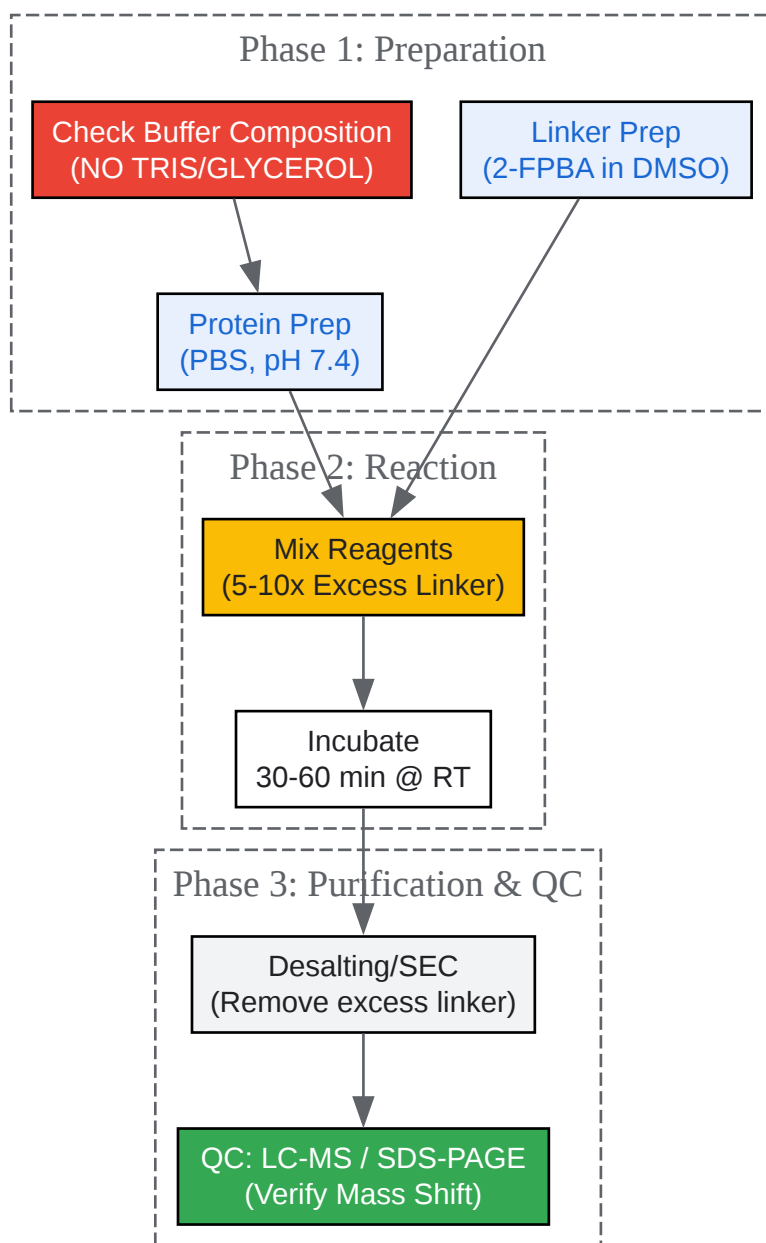 Phase 1: Preparation
Check Buffer Composition
(NO TRIS/GLYCEROL)
Linker Prep
(2-FPBA in DMSO)
Protein Prep
(PBS, pH 7.4)
Phase 2: Reaction
Mix Reagents
(5-10x Excess Linker)
Incubate
30-60 min @ RT
Phase 3: Purification & QC
Desalting/SEC
(Remove excess linker)
QC: LC-MS / SDS-PAGE
(Verify Mass Shift)